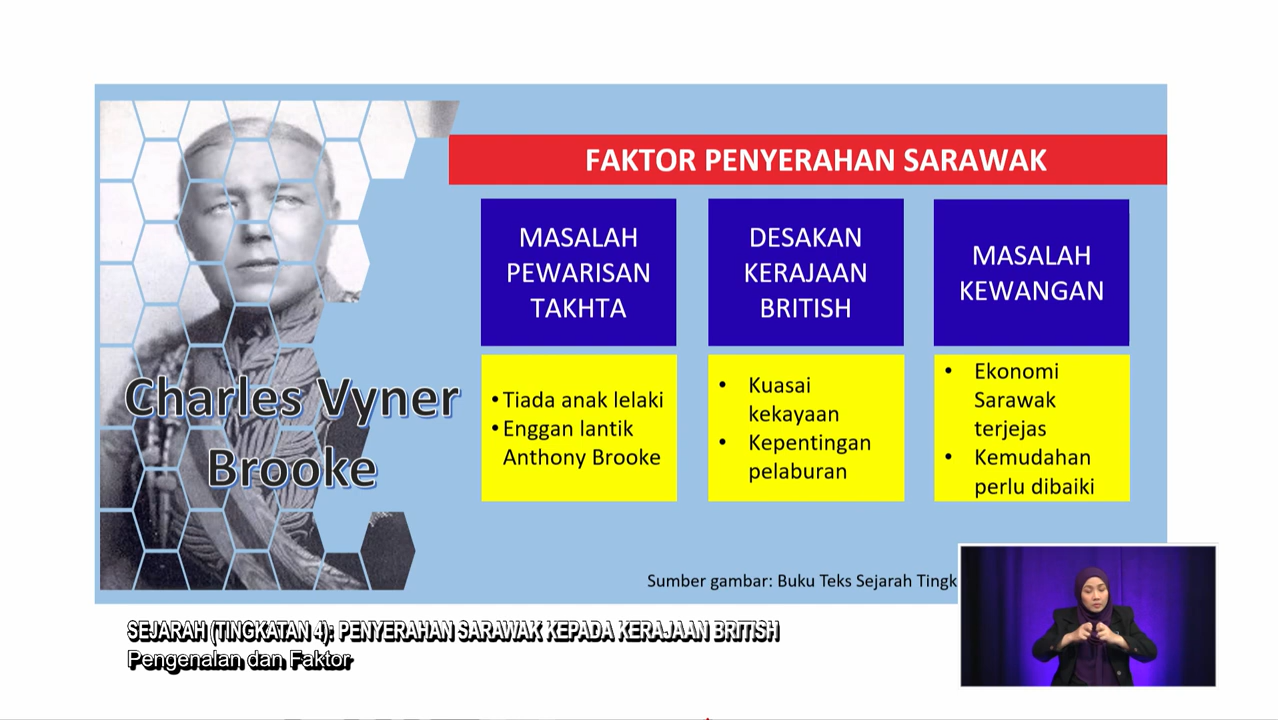 FAKTOR PENYERAHAN SARAWAK
MASALAH
PEWARISAN
TAKHTA
• Tiada anak lelaki
• Enggan lantik
Anthony Brooke
DESAKAN
KERAJAAN
BRITISH
• Kuasai
kekayaan
• Kepentingan
pelaburan
MASALAH
KEWANGAN
• Ekonomi
Sarawak
terjejas
• Kemudahan
perlu dibaiki
Charles Vyner
Brooke
Sumber gambar: Buku Teks Sejarah Tingk
SEJARAH (TINGKATAN 4): PENYERAHAN SARAWAK KEPADA KERAJAAN BRITISH
Pengenalan dan Faktor